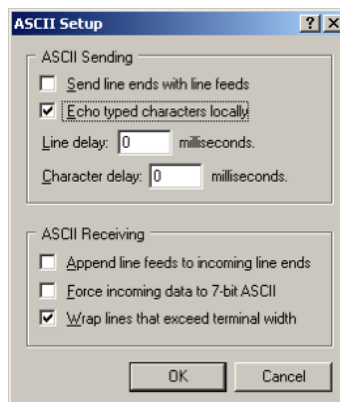 ASCII Setup
ASCII Sending
Send line ends with line feeds
Echo typed characters locally
Line delay: 0 milliseconds.
Character delay: 0 milliseconds.
ASCII Receiving
Append line feeds to incoming line ends
Force incoming data to 7-bit ASCII
Wrap lines that exceed terminal width
OK Cancel